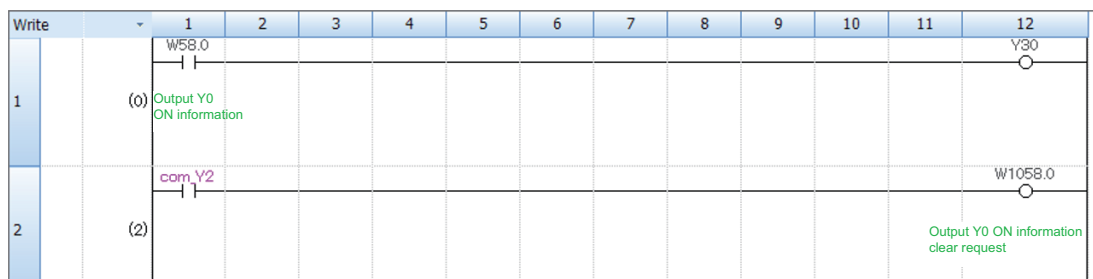 Write 1 2 3 4 5 6 7 8 9 10 11 12
W58.0 Y30
1 (0) Output Y0
ON information
com_Y2 W1058.0
2 (2) Output Y0 ON information
clear request